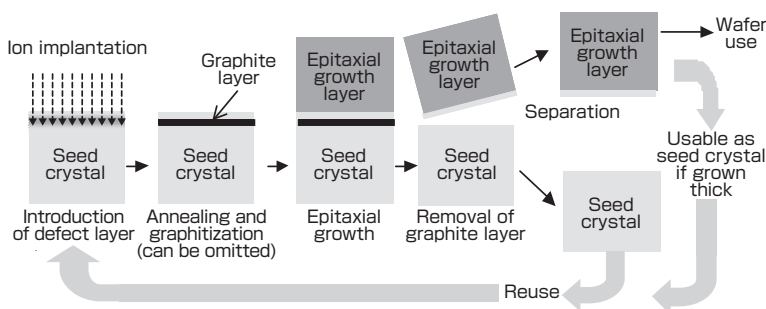 Ion implantation
Graphite
layer
Epitaxial
growth
layer
Epitaxial
growth
layer
Epitaxial
growth
layer
Wafer
use
Separation
Seed
crystal
Seed
crystal
Seed
crystal
Seed
crystal
Seed
crystal
Usable as
seed crystal
if grown
thick
Introduction
of defect layer
Annealing and
graphitization
(can be omitted)
Epitaxial
growth
Removal of
graphite layer
Reuse